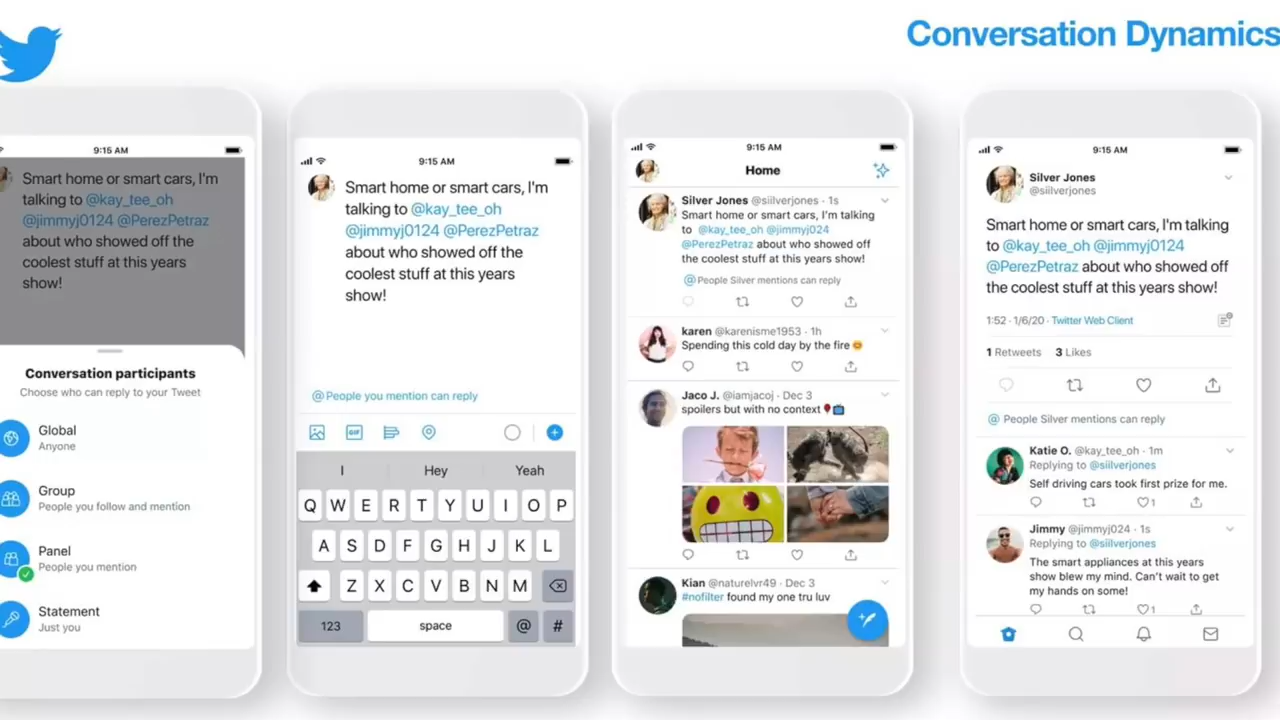 Conversation Dynamics
9:15 AM
Smart home or smart cars, I'm
talking to @kay_tee_oh
@jimmyj0124 @PerezPetraz
about who showed off the
coolest stuff at this years
show!
Conversation participants
Choose who can reply to your Tweet
Global
Anyone
Group
People you follow and mention
Panel
People you mention
Statement
Just you
9:15 AM
Smart home or smart cars, I'm
talking to @kay_tee_oh
@jimmyj0124 @PerezPetraz
about who showed off the
coolest stuff at this years
show!
@ People you mention can reply
GIF
I Hey Yeah
Q W E R T Y U I O P
A S D F G H J K L
Z X C V B N M
123 space @ #
9:15 AM
Home
Silver Jones @siilverjones · 1s
Smart home or smart cars, I'm talking
to @kay_tee_oh @jimmyj024
@PerezPetraz about who showed off
the coolest stuff at this years show!
@ People Silver mentions can reply
karen @karenisme1953 · 1h
Spending this cold day by the fire
Jaco J. @iamjacoj · Dec 3
spoilers but with no context
Kian @naturelvr49 · Dec 3
#nofilter found my one tru luv
9:15 AM
Silver Jones
@siilverjones
Smart home or smart cars, I'm talking
to @kay_tee_oh @jimmyj0124
@PerezPetraz about who showed off
the coolest stuff at this years show!
1:52 · 1/6/20 · Twitter Web Client
1 Retweets 3 Likes
@ People Silver mentions can reply
Katie O. @kay_tee_oh · 1m
Replying to @siilverjones
Self driving cars took first prize for me.
1
Jimmy @jimmyj024 · 1s
Replying to @siilverjones
The smart appliances at this years
show blew my mind. Can't wait to get
my hands on some!
1